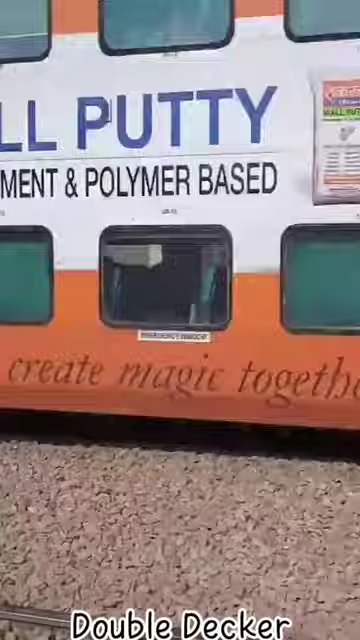 LL PUTTY
MENT & POLYMER BASED
EMERGENCY WINDOW
create magic togethe
Double Decker